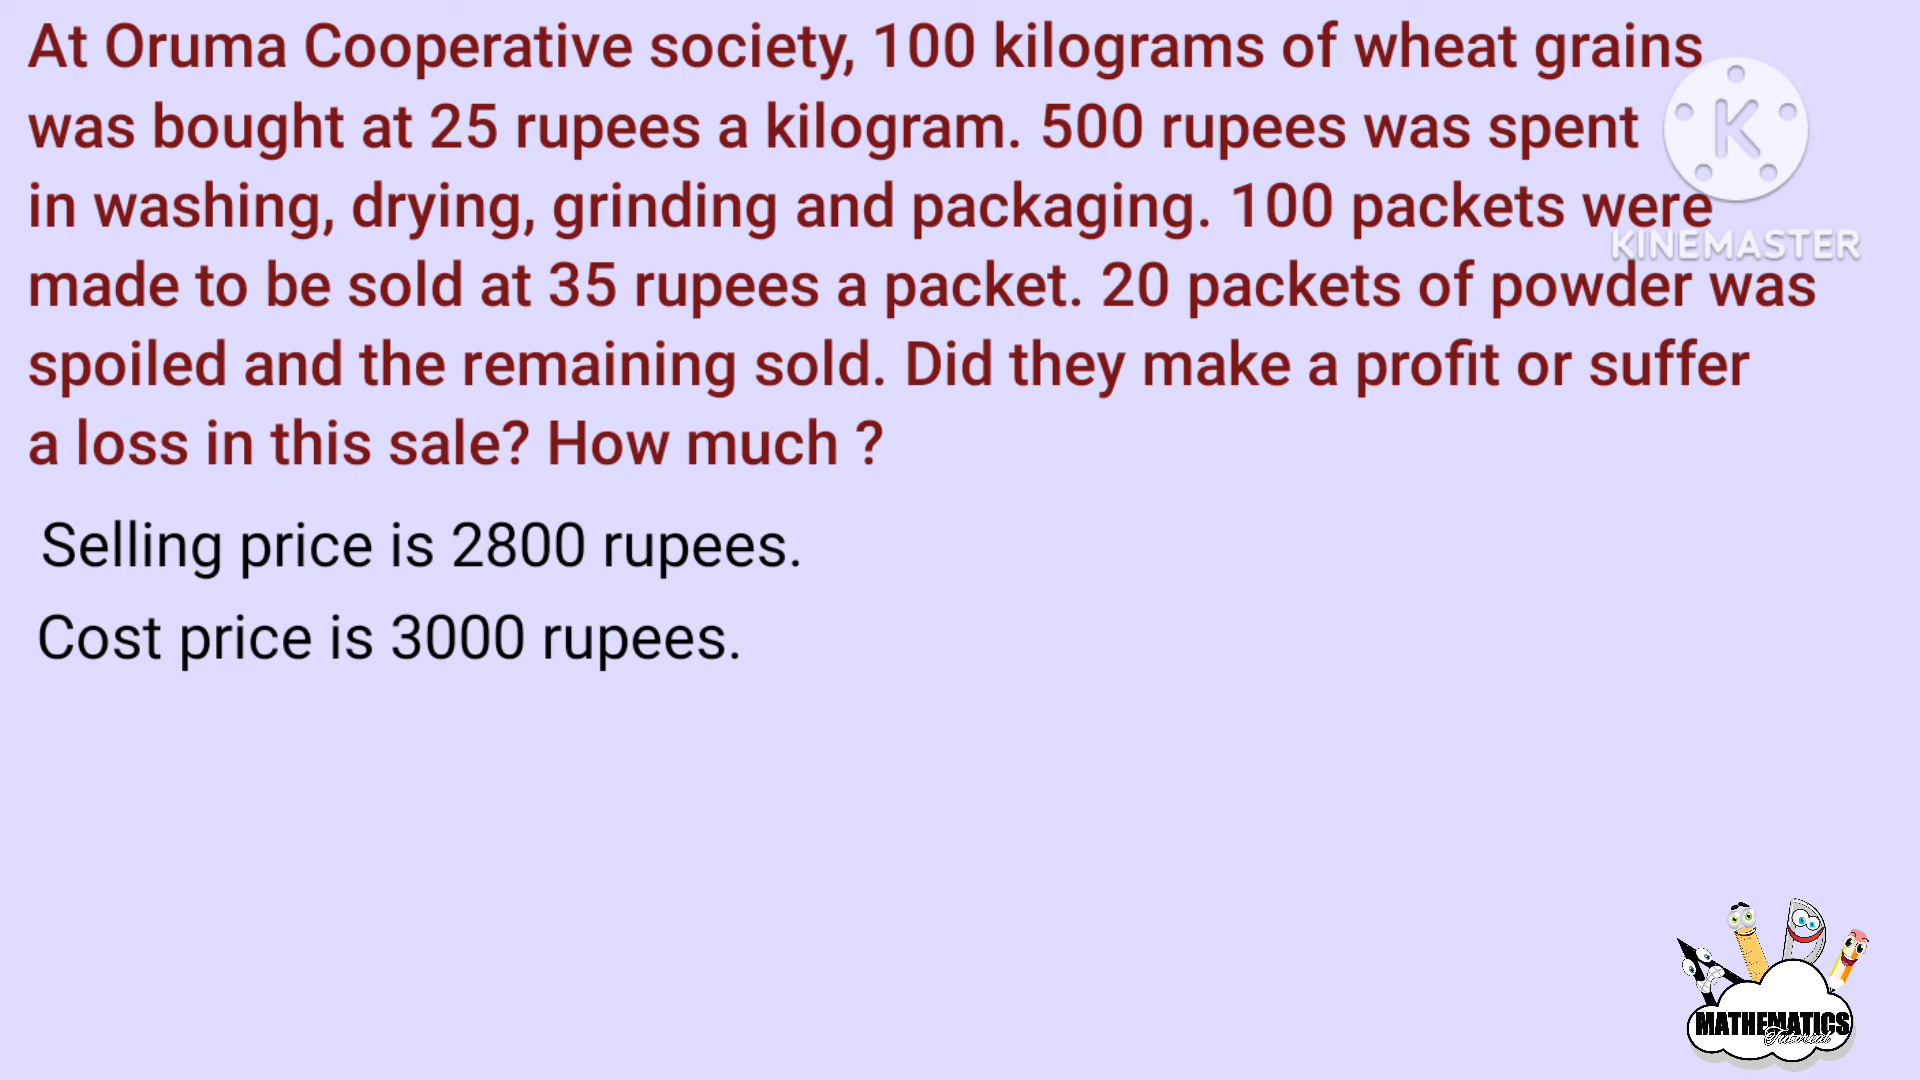 At Oruma Cooperative society, 100 kilograms of wheat grains
was bought at 25 rupees a kilogram. 500 rupees was spent
in washing, drying, grinding and packaging. 100 packets were
made to be sold at 35 rupees a packet. 20 packets of powder was
spoiled and the remaining sold. Did they make a profit or suffer
a loss in this sale? How much ?
Selling price is 2800 rupees.
Cost price is 3000 rupees.
K
KINEMASTER
MATHEMATICS
Tutorial